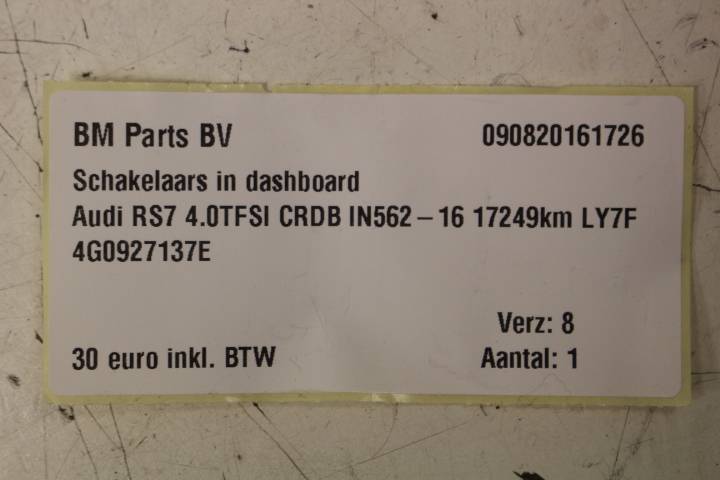 BM Parts BV 090820161726
Schakelaars in dashboard
Audi RS7 4.0TFSI CRDB IN562-16 17249km LY7F
4G0927137E
Verz: 8
30 euro inkl. BTW Aantal: 1